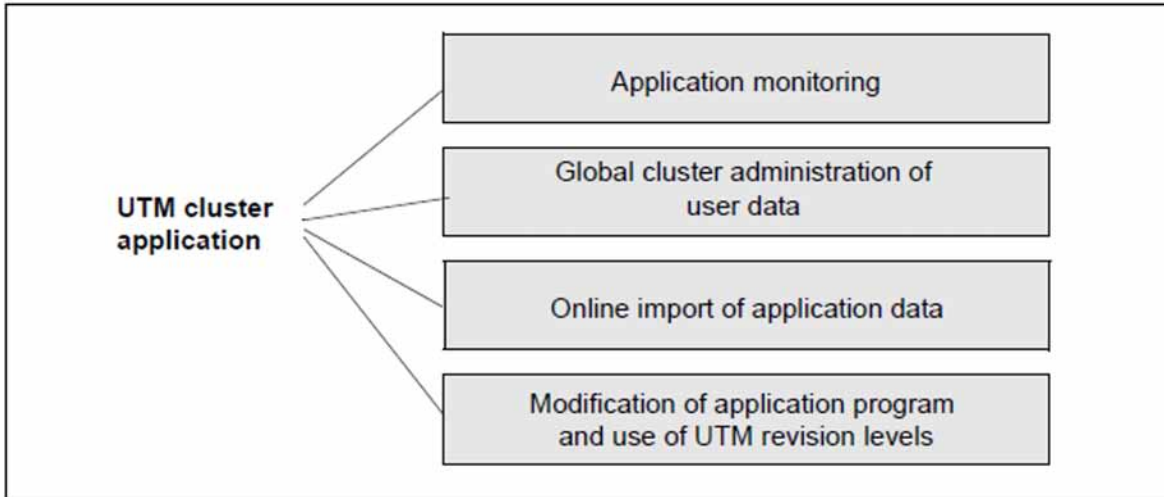 UTM cluster
application
Application monitoring
Global cluster administration of
user data
Online import of application data
Modification of application program
and use of UTM revision levels